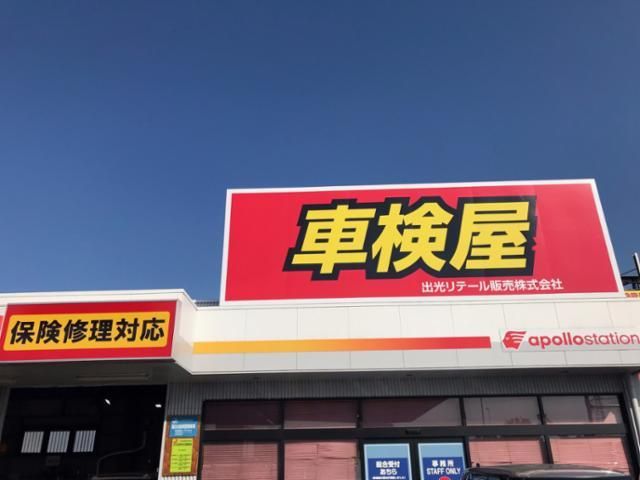 車検屋
出光リテール販売株式会社
保険修理対応
apollostation
総合受付
あちら
事務所
STAFF ONLY